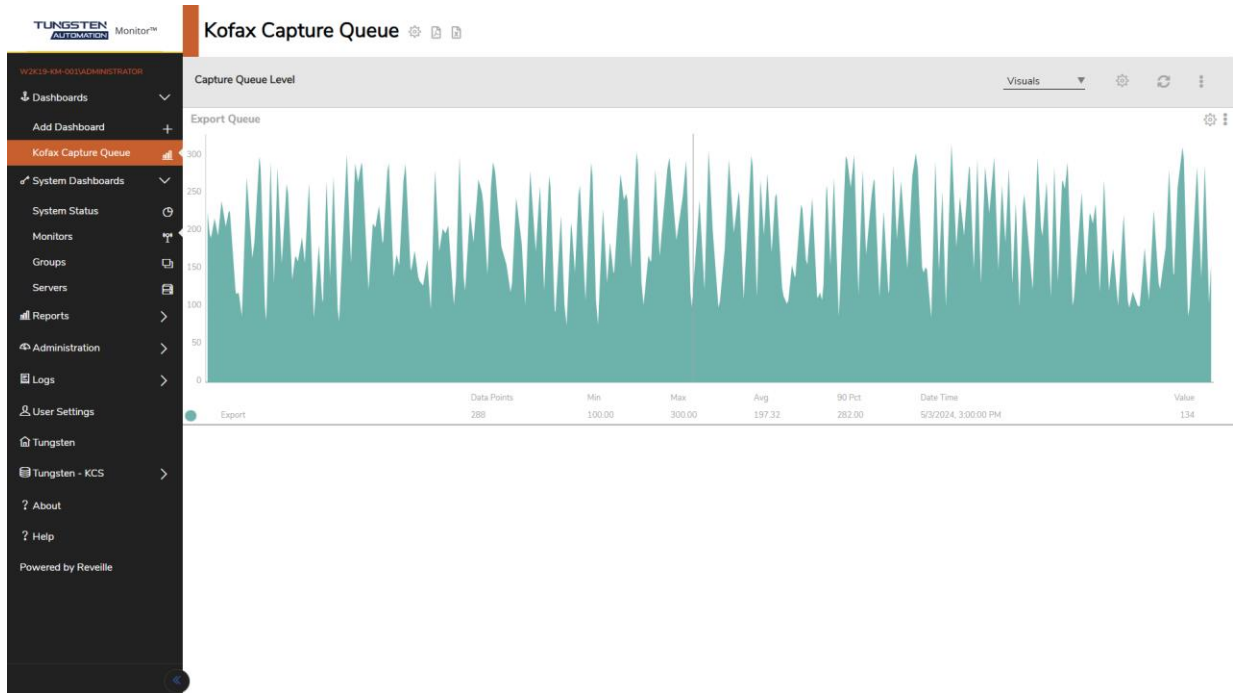 TUNGSTEN
AUTOMATION
Monitor™
Kofax Capture Queue
W2K19-KM-001\ADMINISTRATOR
Dashboards
Add Dashboard
Kofax Capture Queue
System Dashboards
System Status
Monitors
Groups
Servers
Reports
Administration
Logs
User Settings
Tungsten
Tungsten - KCS
? About
? Help
Powered by Reveille
Capture Queue Level
Visuals
Export Queue
300
250
200
150
100
50
0
Data Points Min Max Avg 90 Pct Date Time Value
Export 288 100.00 300.00 197.32 282.00 5/3/2024, 3:00:00 PM 134